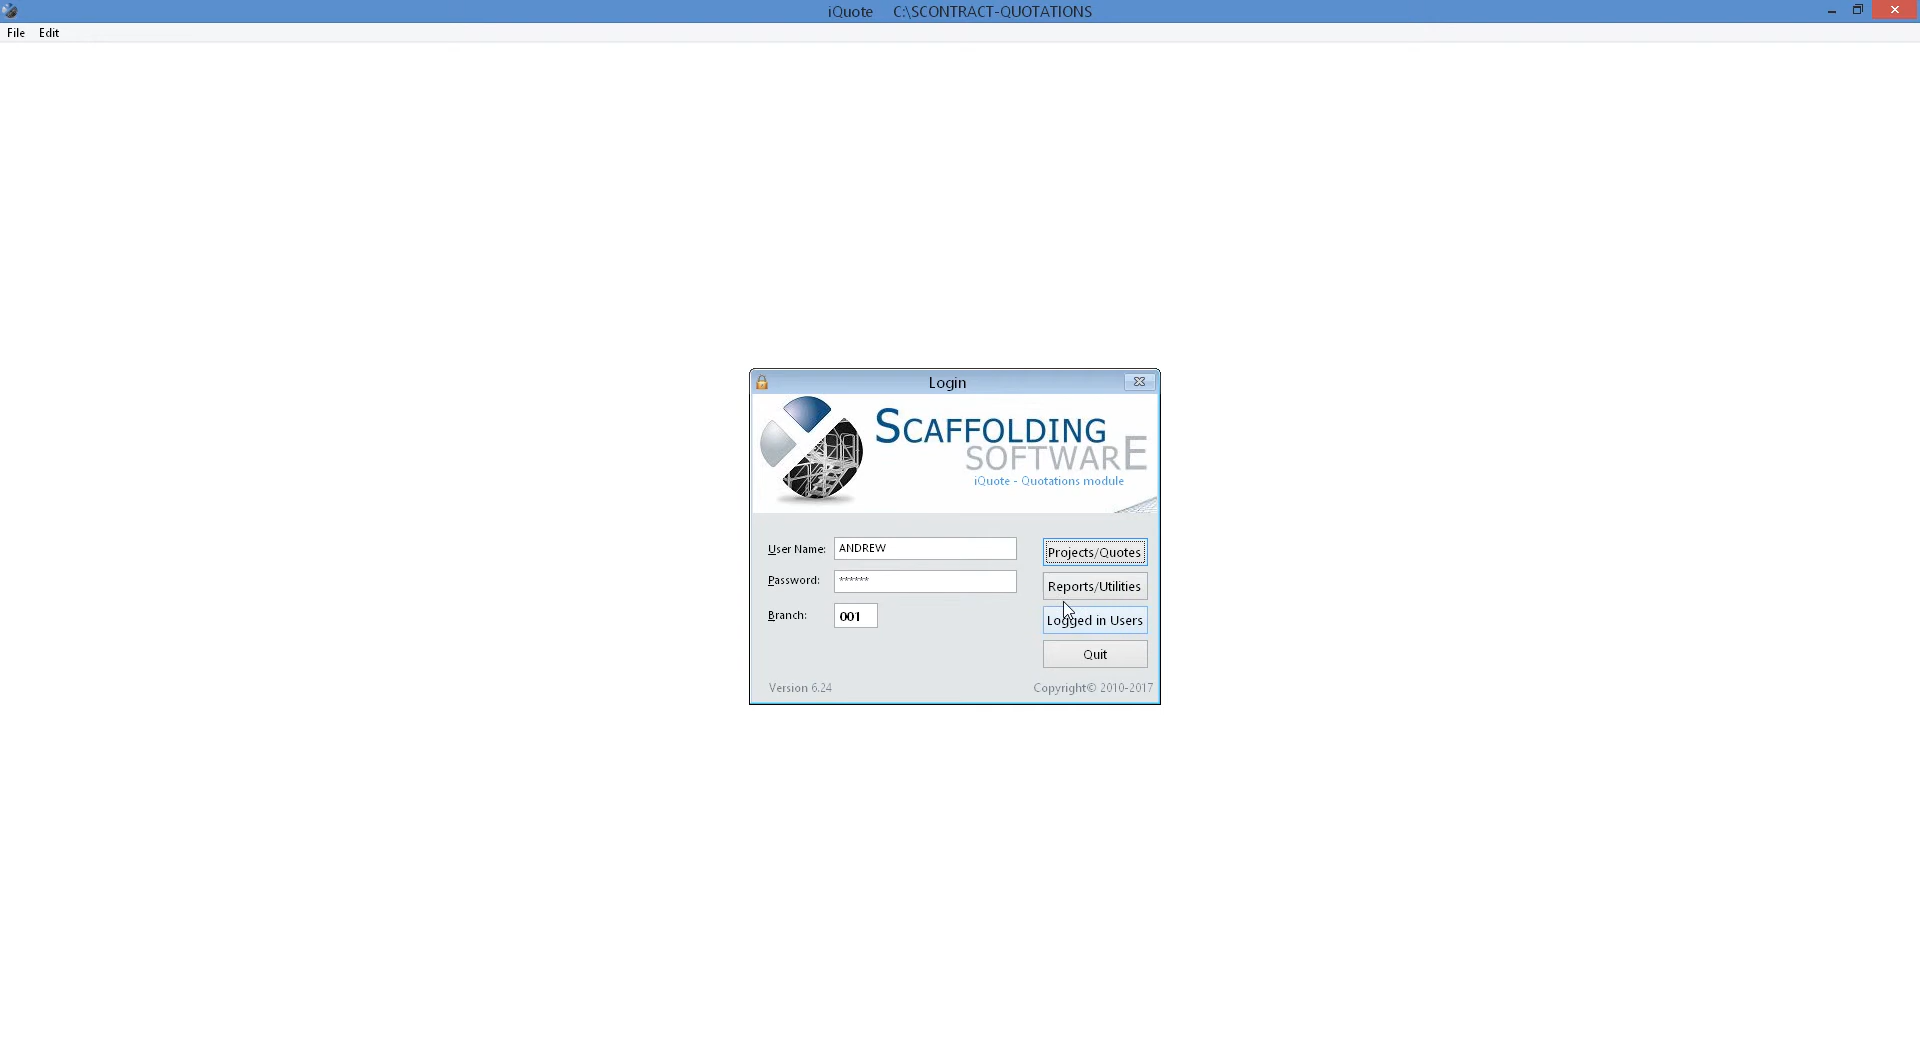 iQuote C:\SCONTRACT-QUOTATIONS
File Edit
Login
SCAFFOLDING
SOFTWARE
iQuote - Quotations module
User Name: ANDREW
Projects/Quotes
Password: ******
Reports/Utilities
Branch: 001
Logged in Users
Quit
Version 6.24
Copyright© 2010-2017